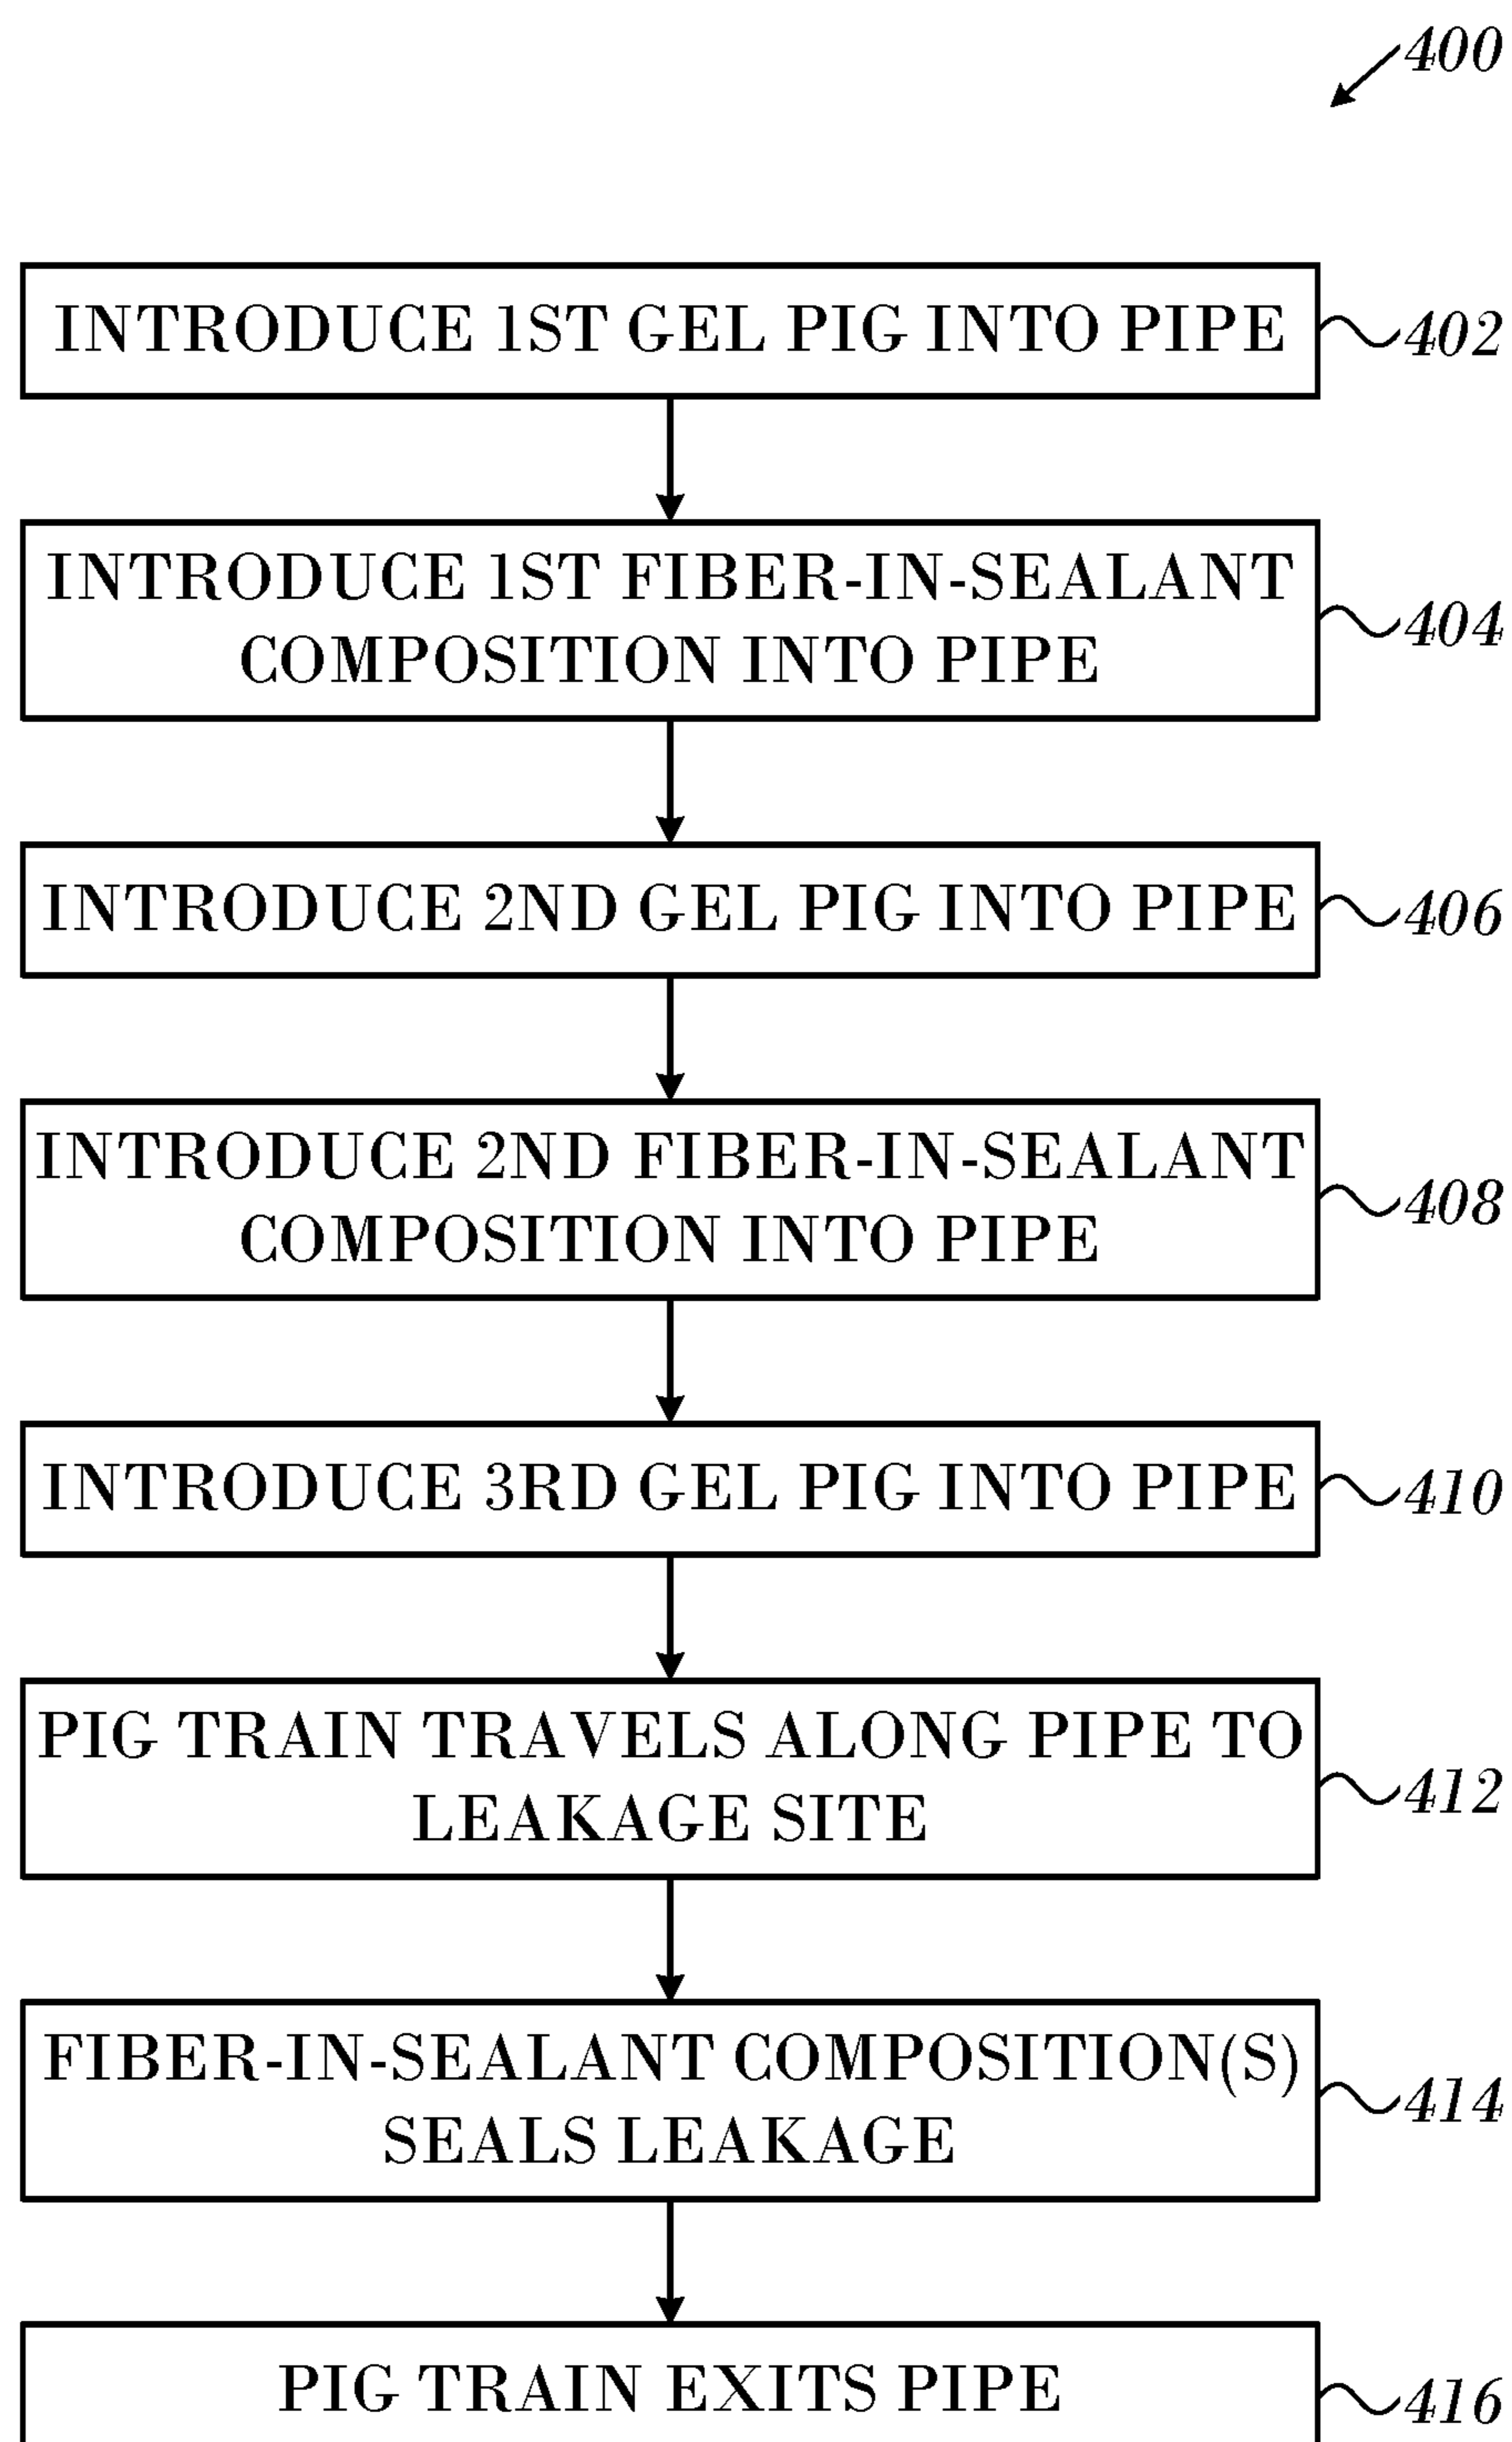 400
INTRODUCE 1ST GEL PIG INTO PIPE
402
INTRODUCE 1ST FIBER-IN-SEALANT
COMPOSITION INTO PIPE
404
INTRODUCE 2ND GEL PIG INTO PIPE
406
INTRODUCE 2ND FIBER-IN-SEALANT
COMPOSITION INTO PIPE
408
INTRODUCE 3RD GEL PIG INTO PIPE
410
PIG TRAIN TRAVELS ALONG PIPE TO
LEAKAGE SITE
412
FIBER-IN-SEALANT COMPOSITION(S)
SEALS LEAKAGE
414
PIG TRAIN EXITS PIPE
416